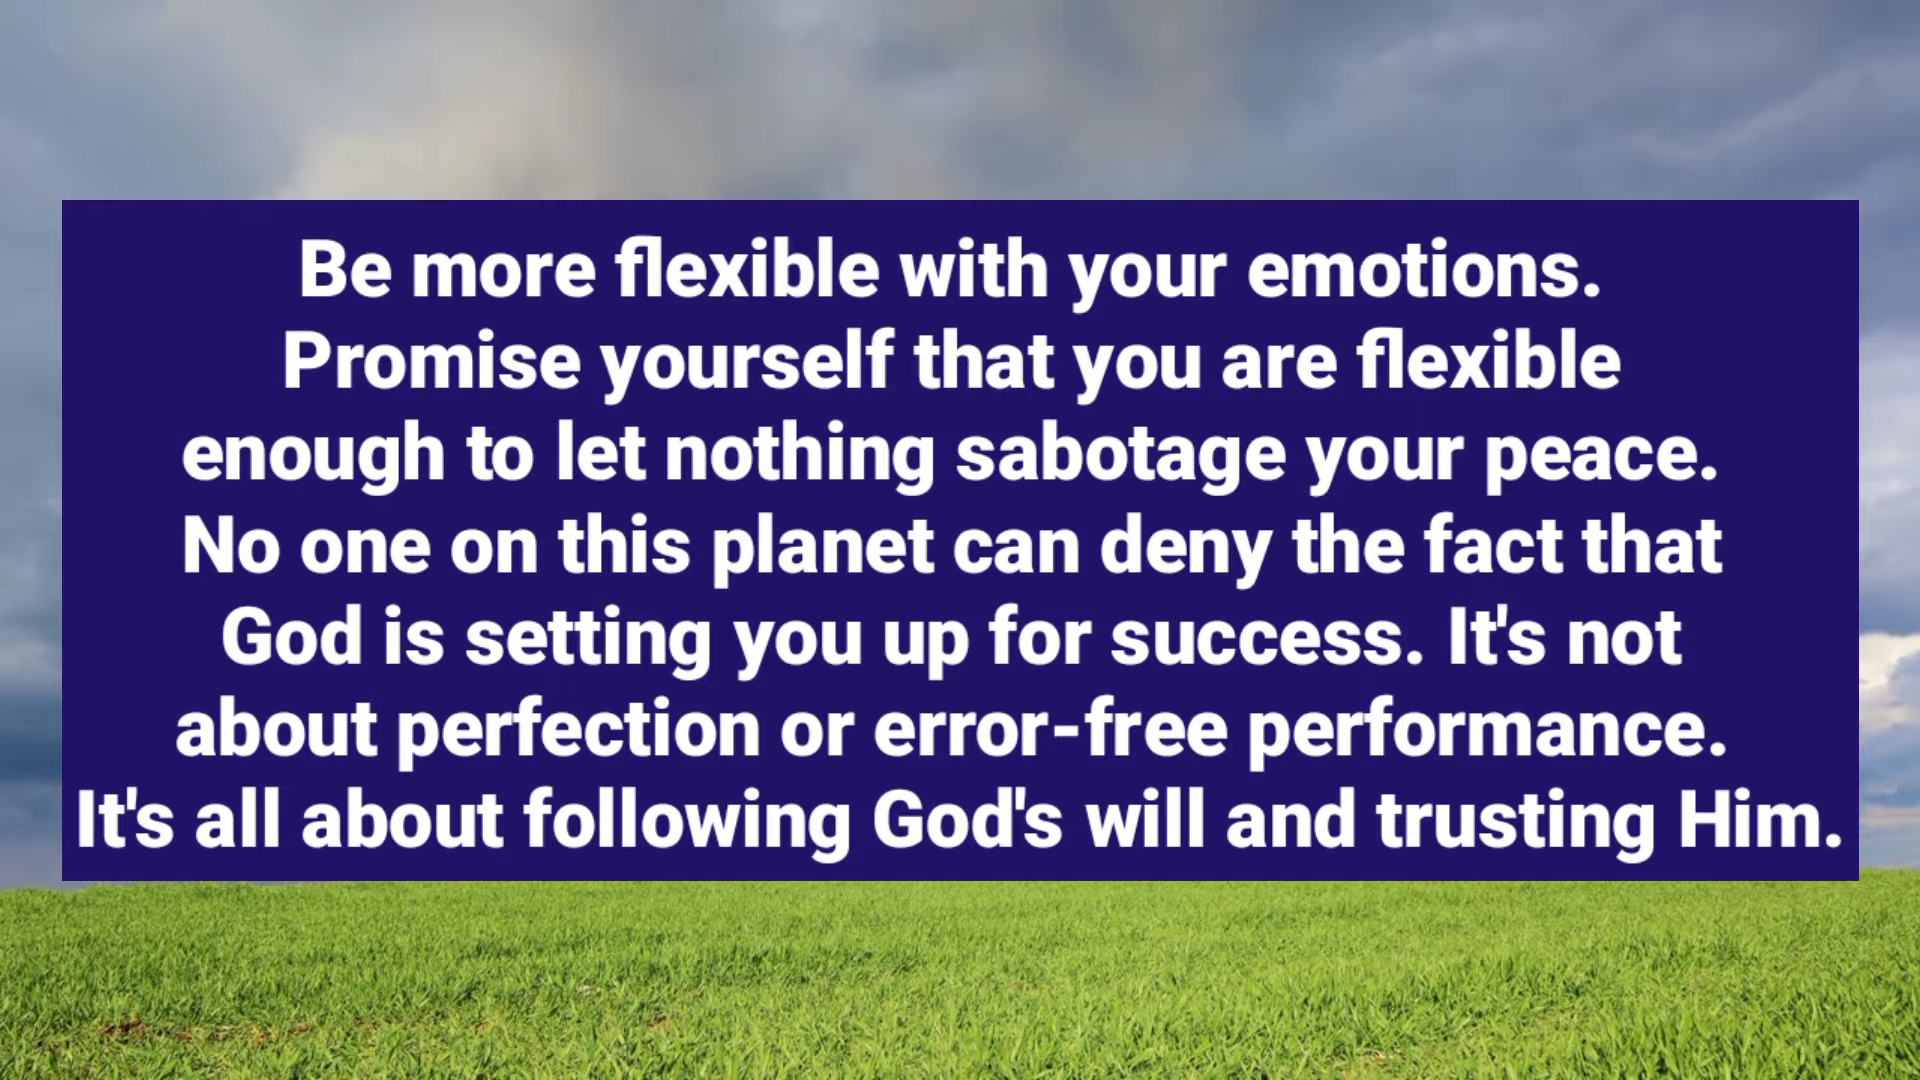 Be more flexible with your emotions.
Promise yourself that you are flexible
enough to let nothing sabotage your peace.
No one on this planet can deny the fact that
God is setting you up for success. It's not
about perfection or error-free performance.
It's all about following God's will and trusting Him.